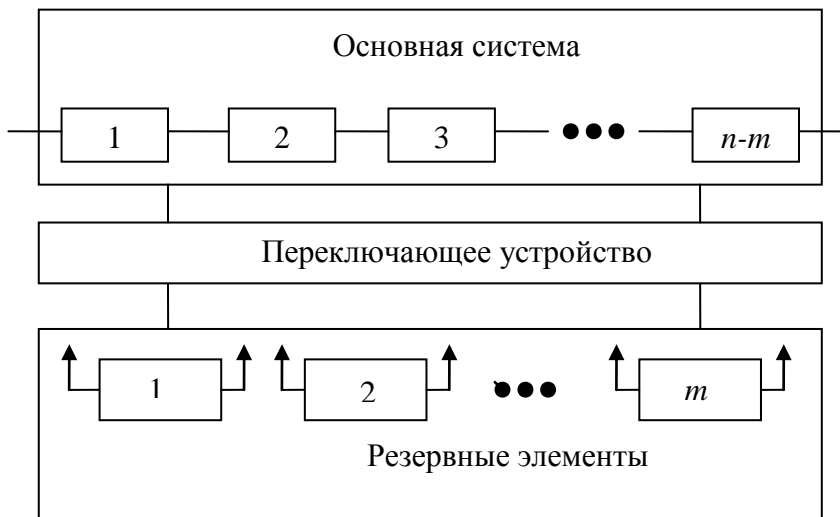 Основная система
1 2 3 ●●● n-m
Переключающее устройство
1 2 ●●● m
Резервные элементы